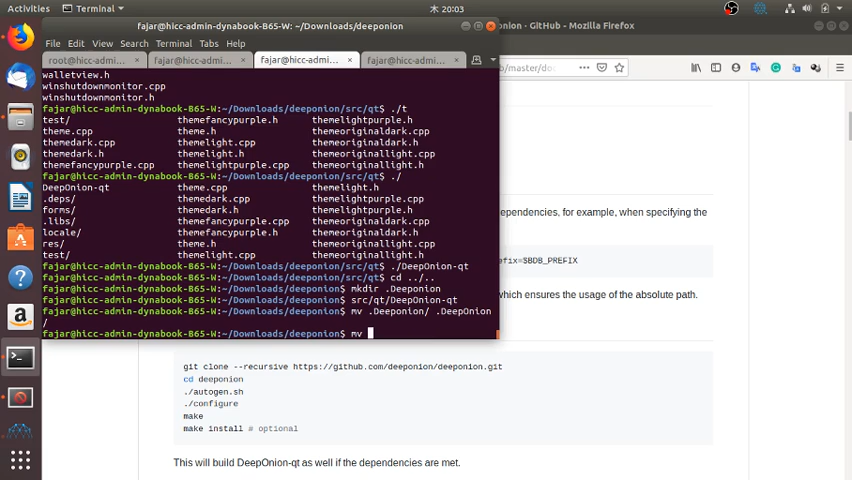 Activities
Terminal
木 20:03
fajar@hicc-admin-dynabook-B65-W: ~/Downloads/deeponion
onion - GitHub - Mozilla Firefox
File Edit View Search Terminal Tabs Help
root@hicc-admi... × fajar@hicc-admi... × fajar@hicc-admi... × fajar@hicc-admi... ×
b/master/do
walletview.h
winshutdownmonitor.cpp
winshutdownmonitor.h
fajar@hicc-admin-dynabook-B65-W:~/Downloads/deeponion/src/qt$ ./t
test/ themefancypurple.h themelightpurple.h
theme.cpp theme.h themeoriginaldark.cpp
themedark.cpp themelight.cpp themeoriginaldark.h
themedark.h themelight.h themeoriginallight.cpp
themefancypurple.cpp themelightpurple.cpp themeoriginallight.h
fajar@hicc-admin-dynabook-B65-W:~/Downloads/deeponion/src/qt$ ./
DeepOnion-qt theme.cpp themelight.h
.deps/ themedark.cpp themelightpurple.cpp
forms/ themedark.h themelightpurple.h
.libs/ themefancypurple.cpp themeoriginaldark.cpp
locale/ themefancypurple.h themeoriginaldark.h
res/ theme.h themeoriginallight.cpp
test/ themelight.cpp themeoriginallight.h
fajar@hicc-admin-dynabook-B65-W:~/Downloads/deeponion/src/qt$ ./DeepOnion-qt
fajar@hicc-admin-dynabook-B65-W:~/Downloads/deeponion/src/qt$ cd ../..
fajar@hicc-admin-dynabook-B65-W:~/Downloads/deeponion$ mkdir .Deeponion
fajar@hicc-admin-dynabook-B65-W:~/Downloads/deeponion$ src/qt/DeepOnion-qt
fajar@hicc-admin-dynabook-B65-W:~/Downloads/deeponion$ mv .Deeponion/ .DeepOnion
/
fajar@hicc-admin-dynabook-B65-W:~/Downloads/deeponion$ mv
ependencies, for example, when specifying the
efix=$BDB_PREFIX
which ensures the usage of the absolute path.
git clone --recursive https://github.com/deeponion/deeponion.git
cd deeponion
./autogen.sh
./configure
make
make install # optional
This will build DeepOnion-qt as well if the dependencies are met.